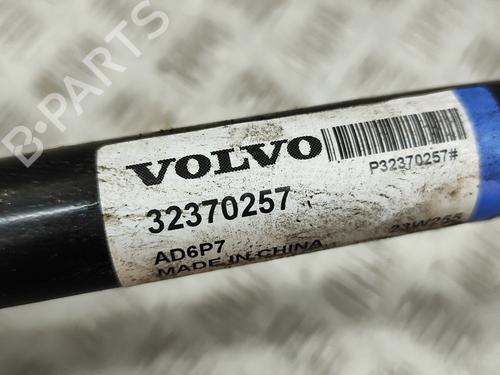 B-PARTS
VOLVO
P32370257#
32370257
AD6P7
23W255
MADE IN CHINA